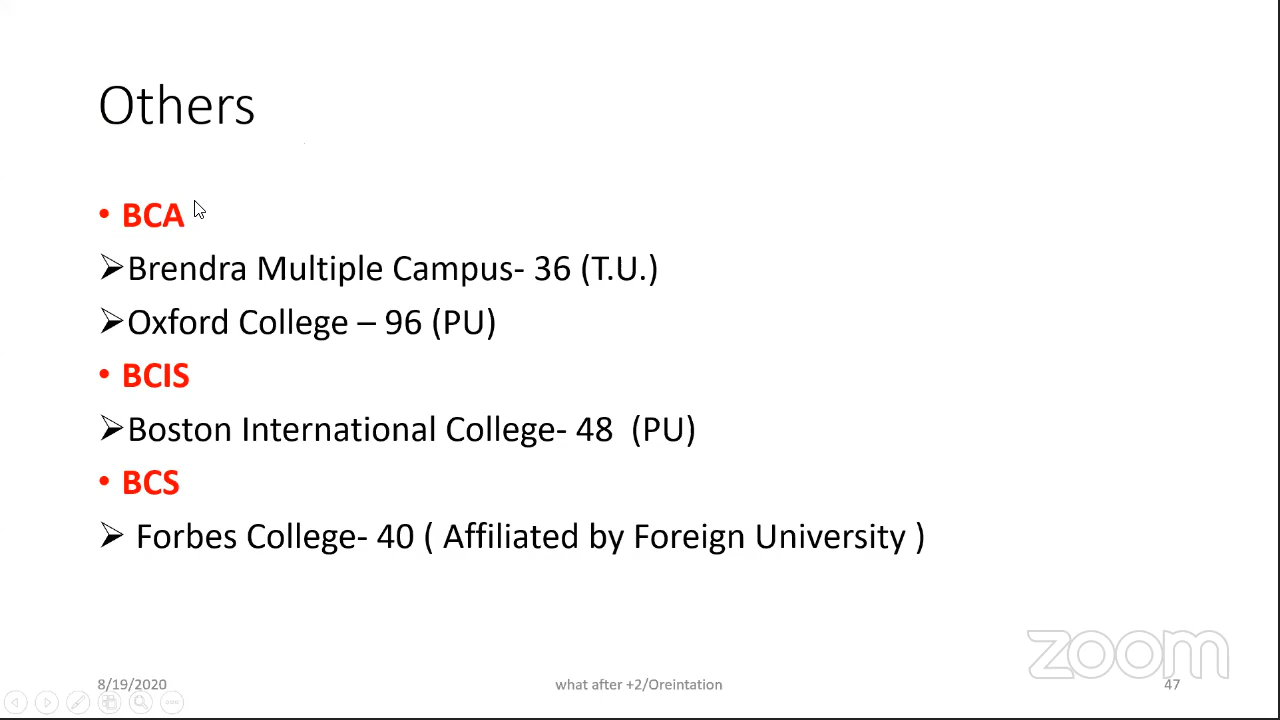 Others
• BCA
➢Brendra Multiple Campus- 36 (T.U.)
➢Oxford College – 96 (PU)
• BCIS
➢Boston International College- 48  (PU)
• BCS
➢ Forbes College- 40 ( Affiliated by Foreign University )
zoom
8/19/2020 what after +2/Oreintation 47